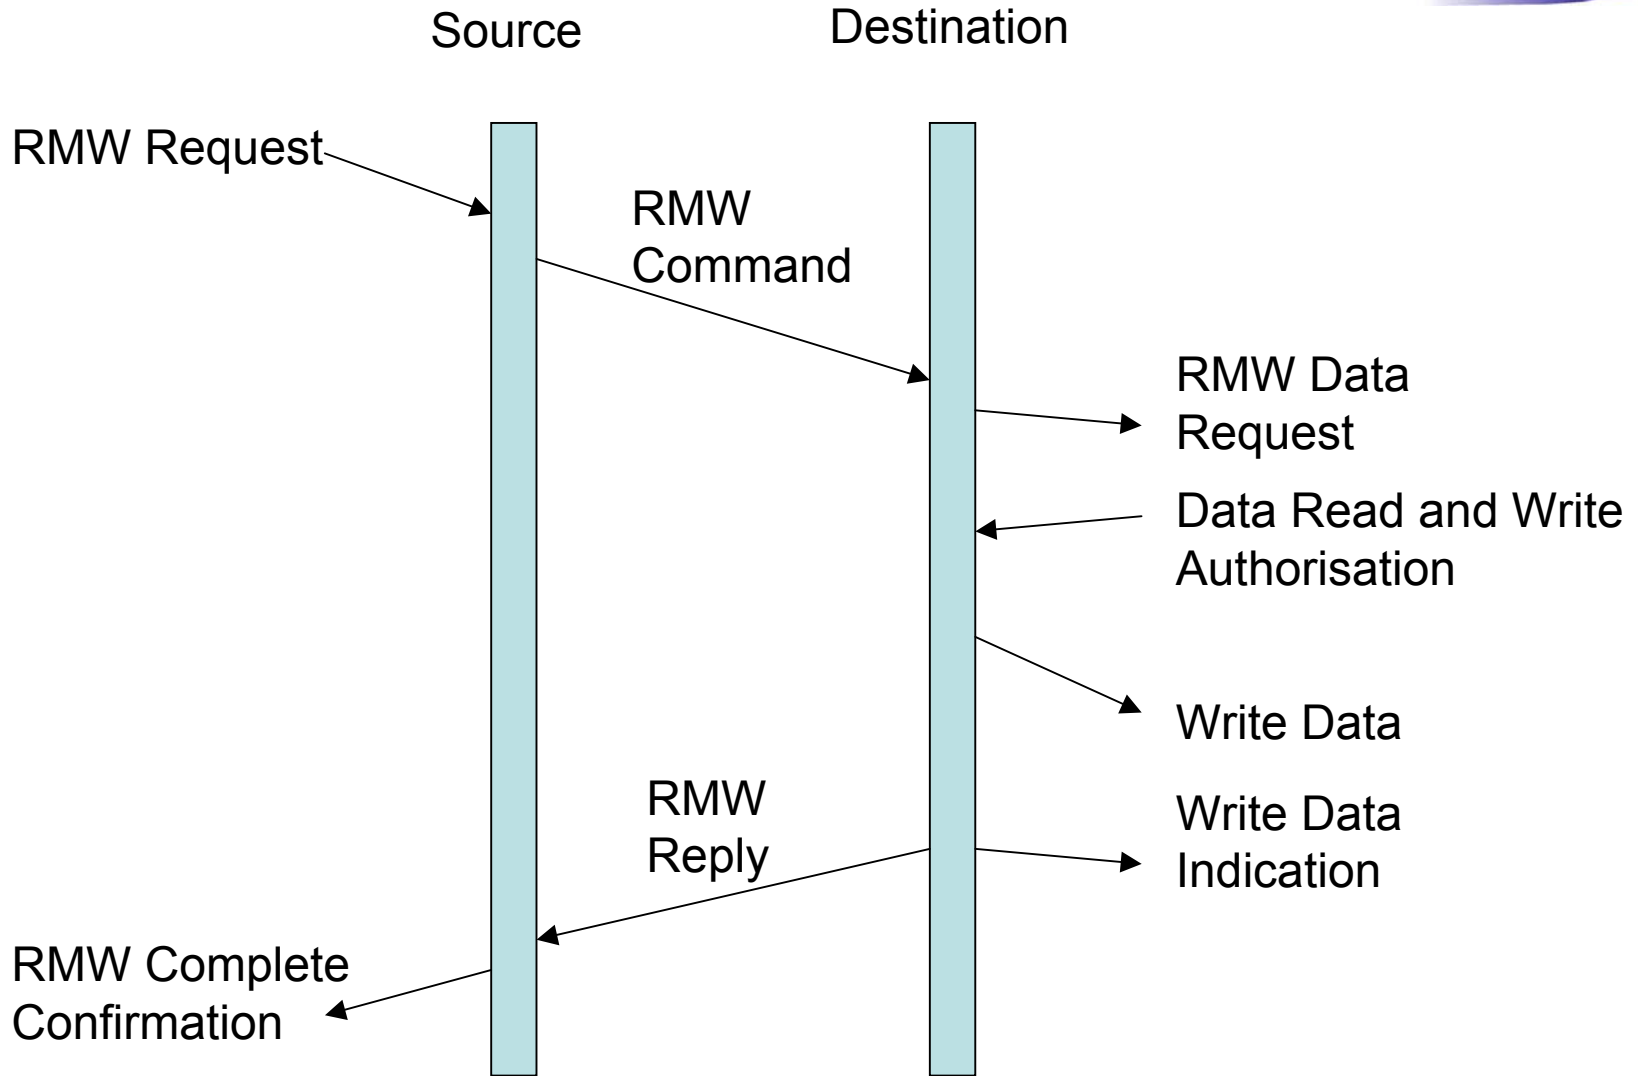 Source
Destination
RMW Request
RMW
Command
RMW Data
Request
Data Read and Write
Authorisation
Write Data
RMW
Reply
Write Data
Indication
RMW Complete
Confirmation